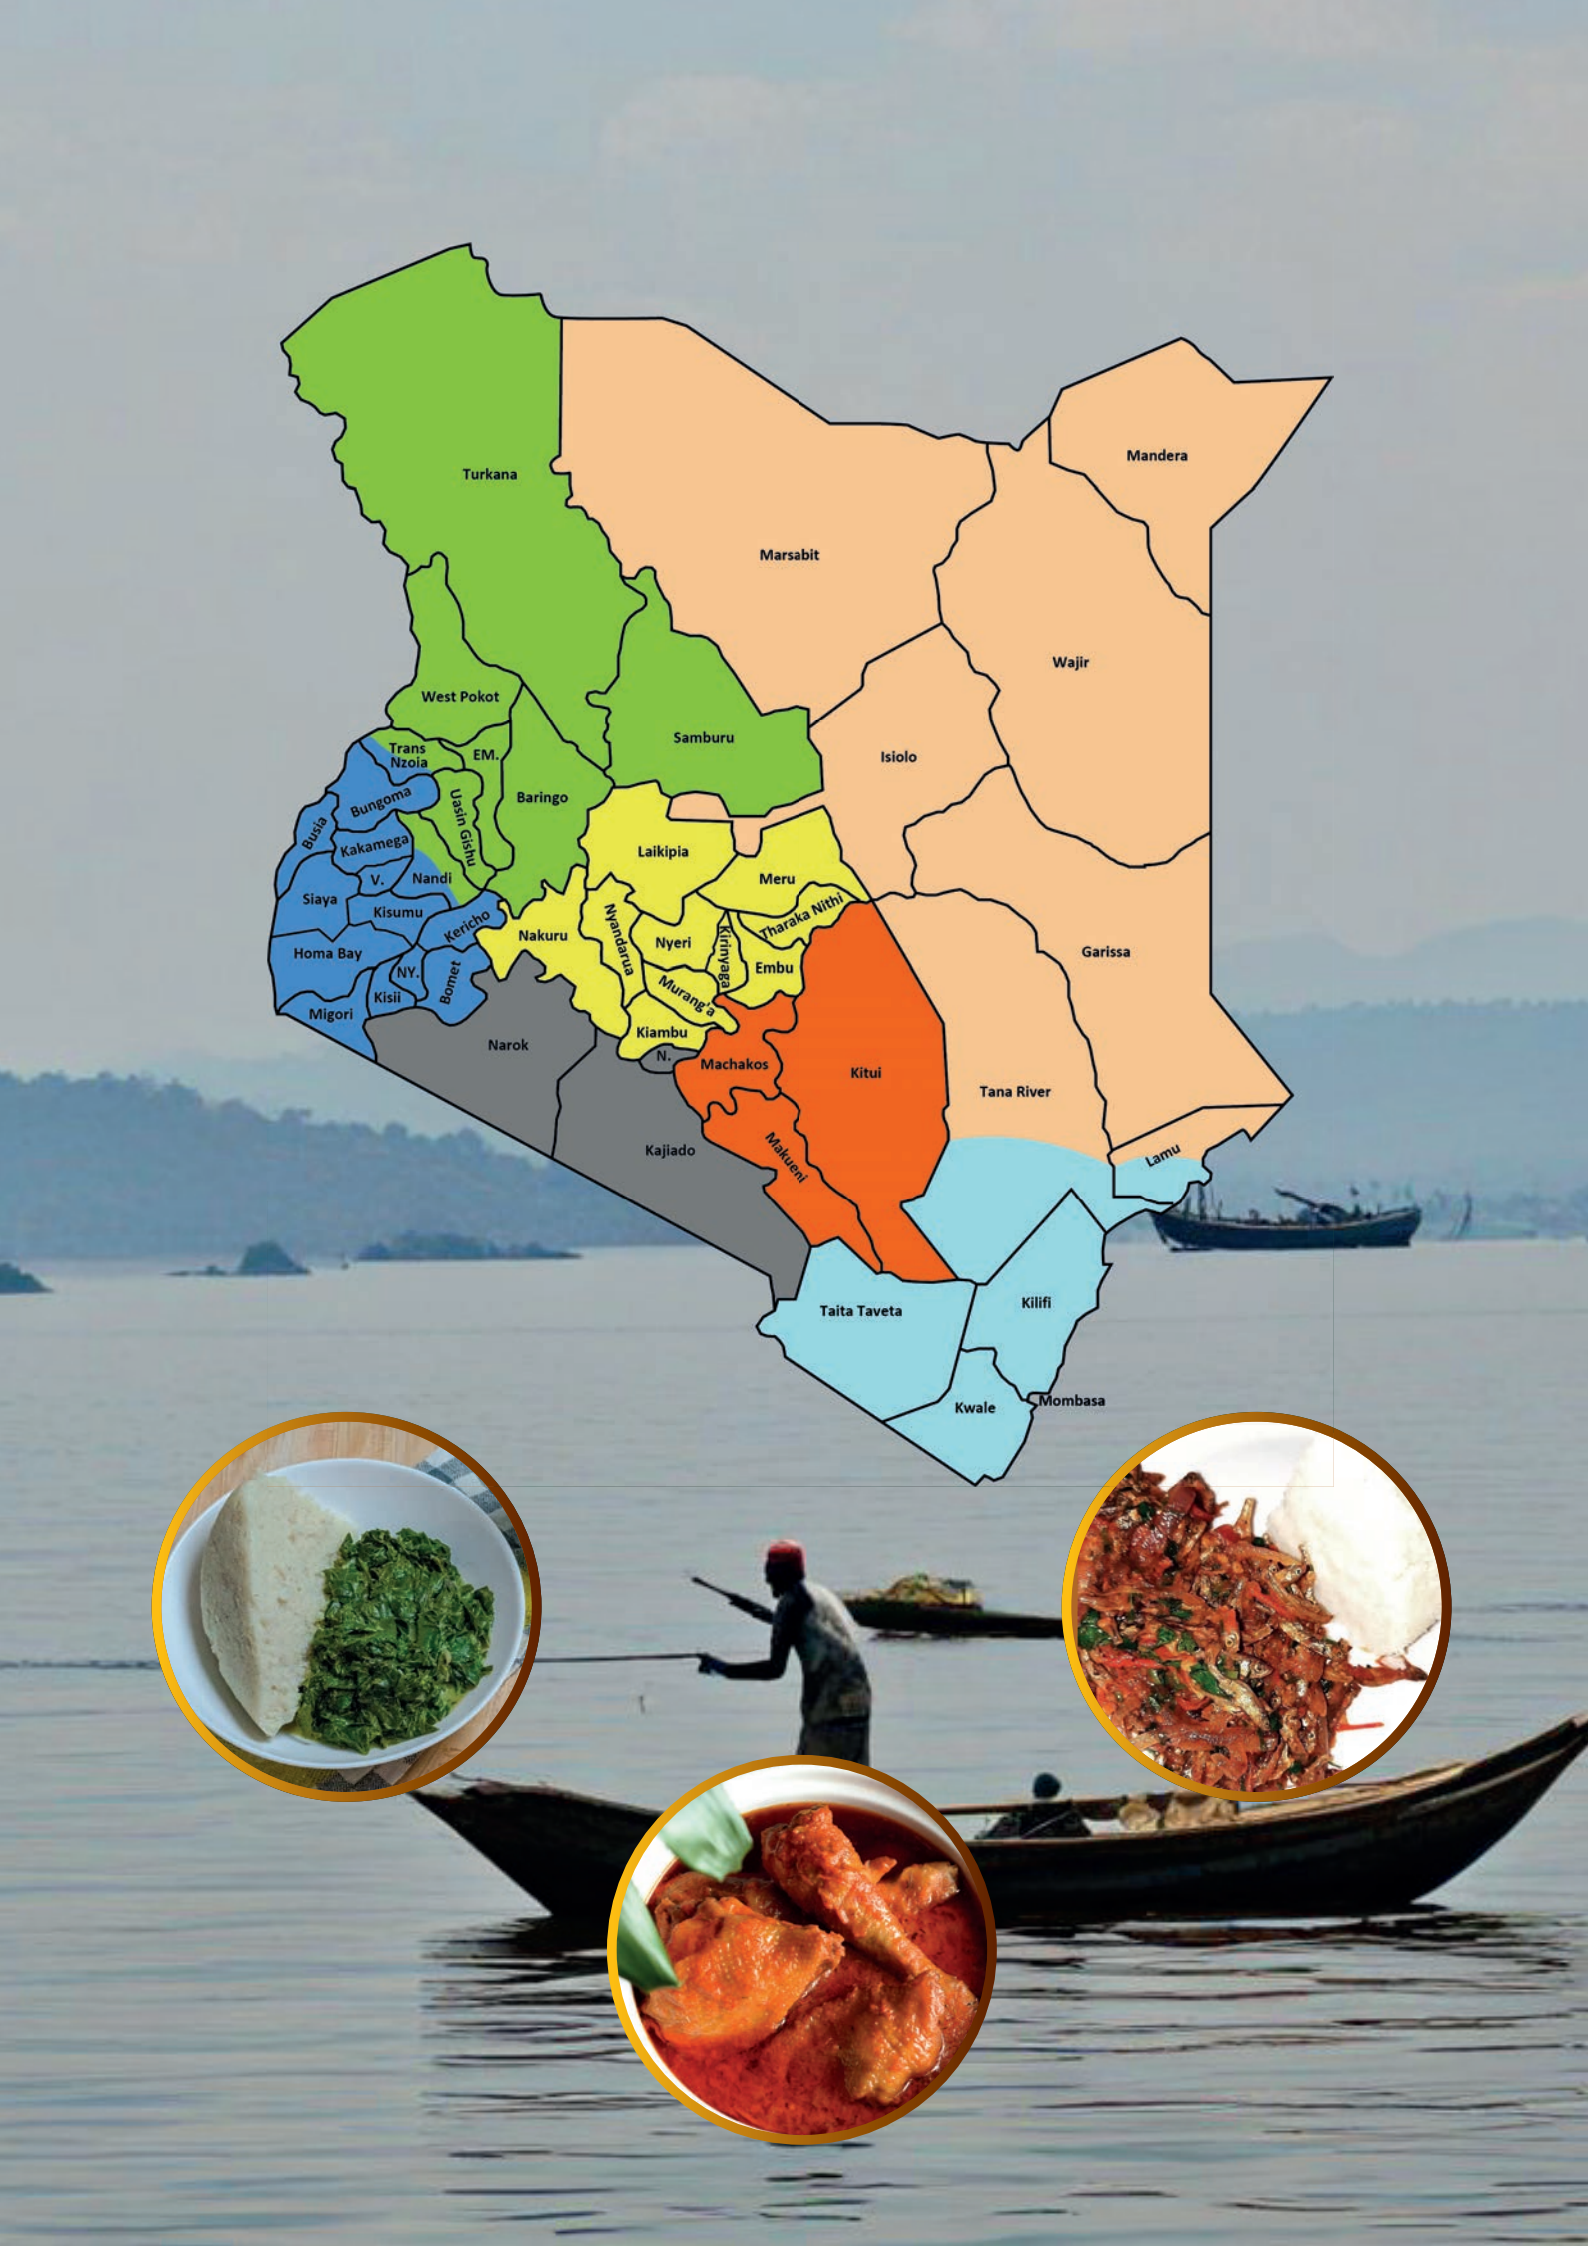 Turkana
Mandera
Marsabit
Wajir
West Pokot
Samburu
Trans
Nzoia
EM.
Isiolo
Baringo
Bungoma
Uasin Gishu
Busia
Kakamega
Laikipia
V.
Nandi
Meru
Siaya
Kisumu
Kericho
Nakuru
Nyandarua
Nyeri
Kirinyaga
Tharaka Nithi
Homa Bay
NY.
Bomet
Embu
Garissa
Kisii
Murang'a
Migori
Kiambu
Narok
N.
Machakos
Kitui
Tana River
Kajiado
Makueni
Lamu
Taita Taveta
Kilifi
Kwale
Mombasa